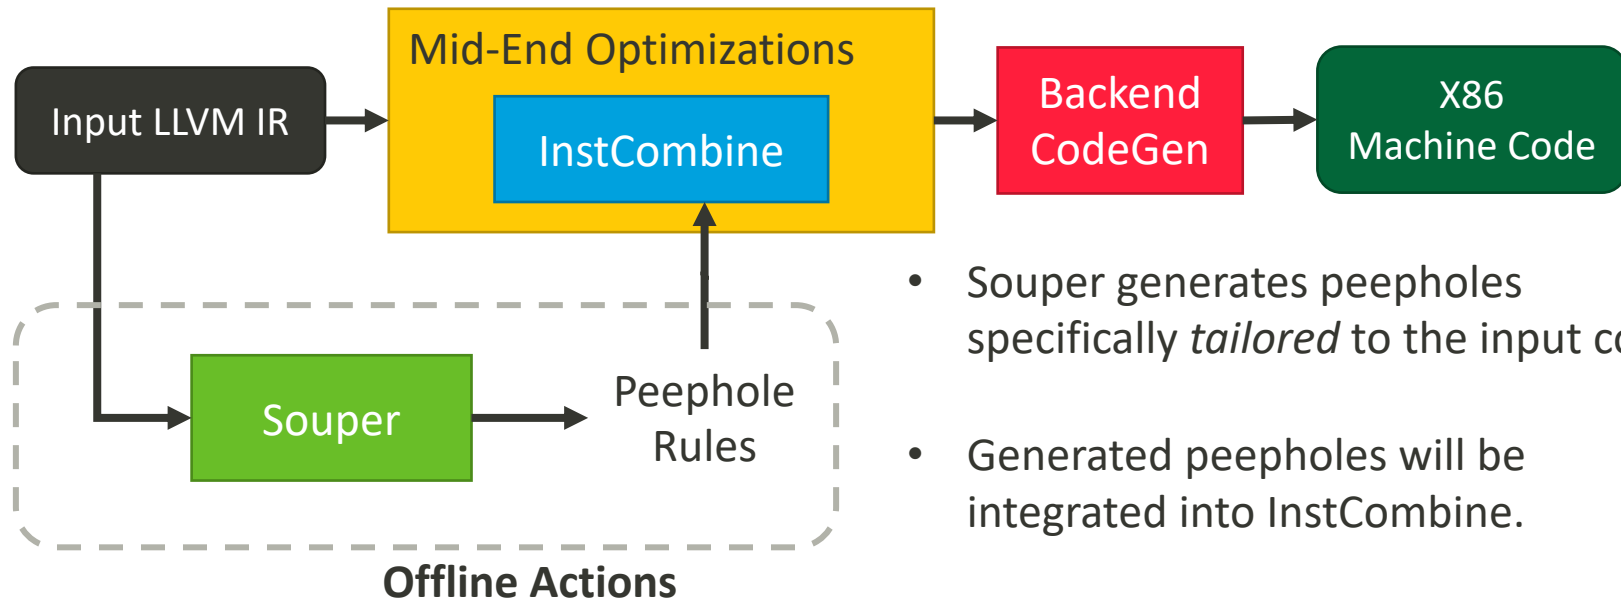 Mid-End Optimizations
Input LLVM IR
InstCombine
Backend
CodeGen
X86
Machine Code
Souper
Peephole
Rules
Offline Actions
• Souper generates peepholes
specifically tailored to the input
• Generated peepholes will be
integrated into InstCombine.